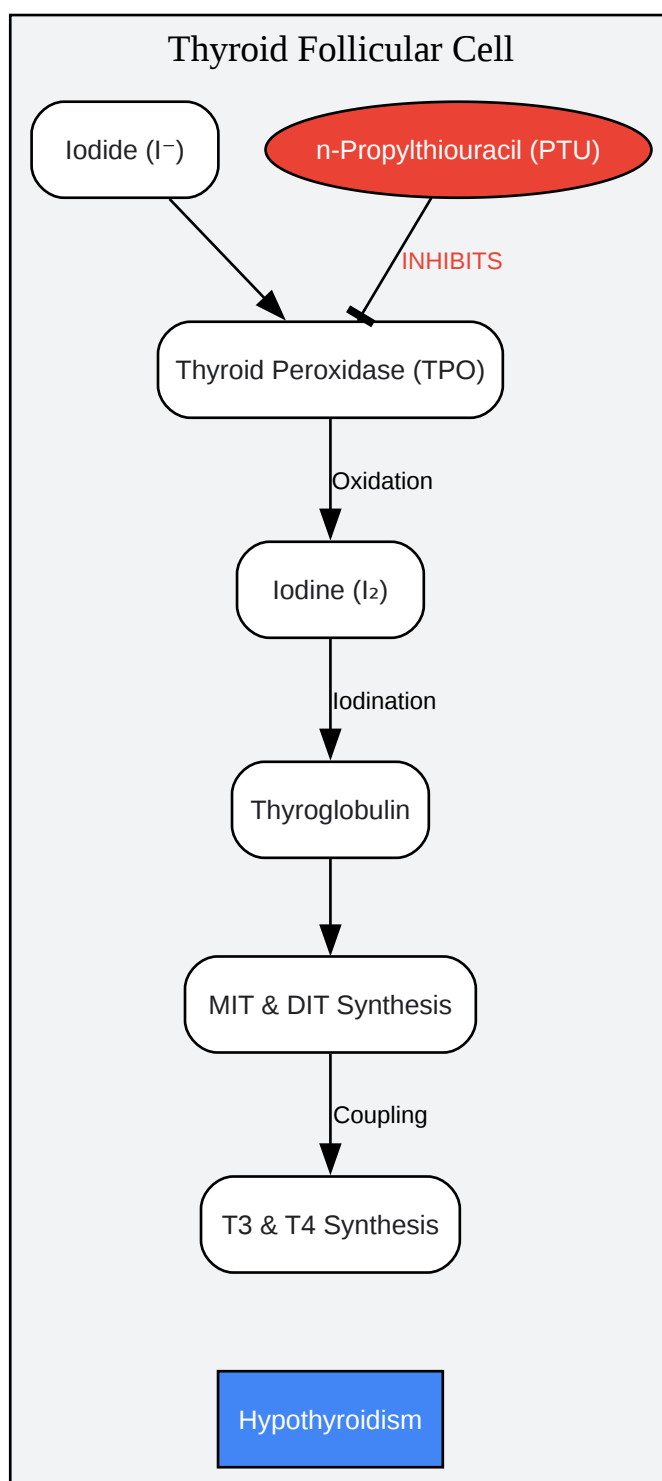 Thyroid Follicular Cell
Iodide (I⁻)
n-Propylthiouracil (PTU)
INHIBITS
Thyroid Peroxidase (TPO)
Oxidation
Iodine (I₂)
Iodination
Thyroglobulin
MIT & DIT Synthesis
Coupling
T3 & T4 Synthesis
Hypothyroidism